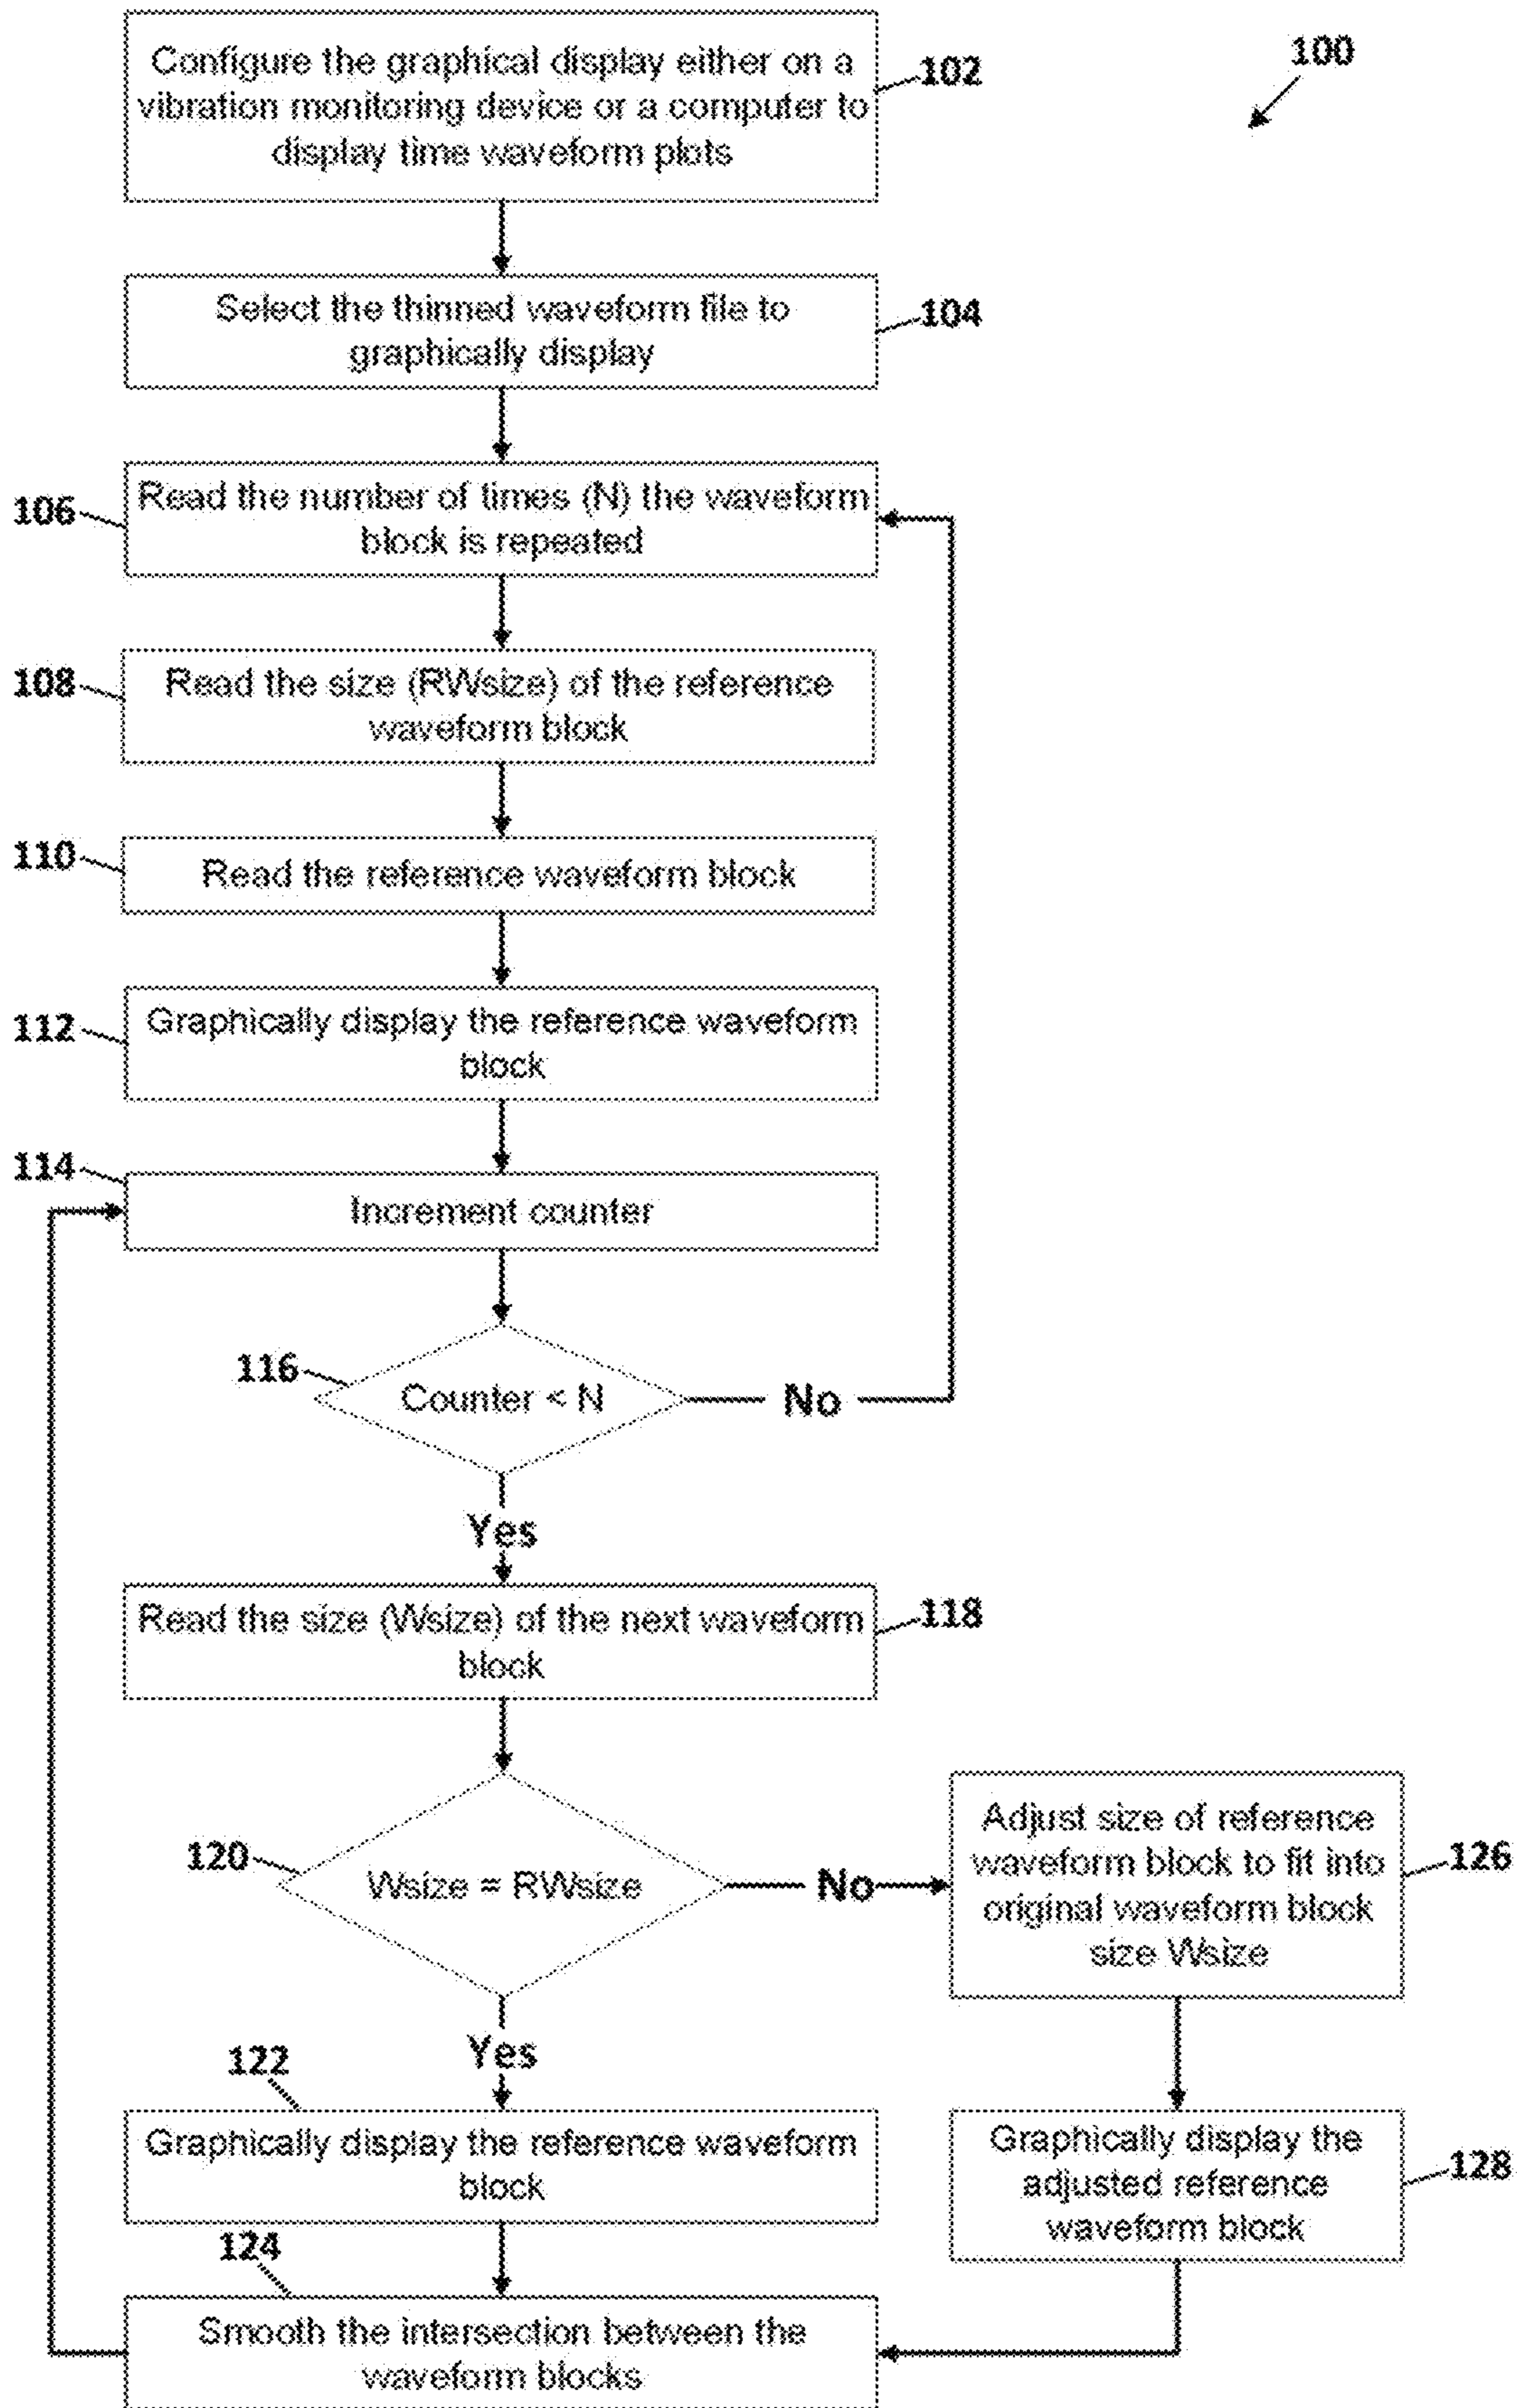 Configure the graphical display either on a
vibration monitoring device or a computer to
display time waveform plots
102
100
Select the thinned waveform file to
graphically display
104
106
Read the number of times (N) the waveform
block is repeated
108
Read the size (RWsize) of the reference
waveform block
110
Read the reference waveform block
112
Graphically display the reference waveform
block
114
Increment counter
116
Counter < N
No
Yes
Read the size (Wsize) of the next waveform
block
118
120
Wsize = RWsize
No
Adjust size of reference
waveform block to fit into
original waveform block
size Wsize
126
Yes
122
Graphically display the reference waveform
block
Graphically display the
adjusted reference
waveform block
128
124
Smooth the intersection between the
waveform blocks